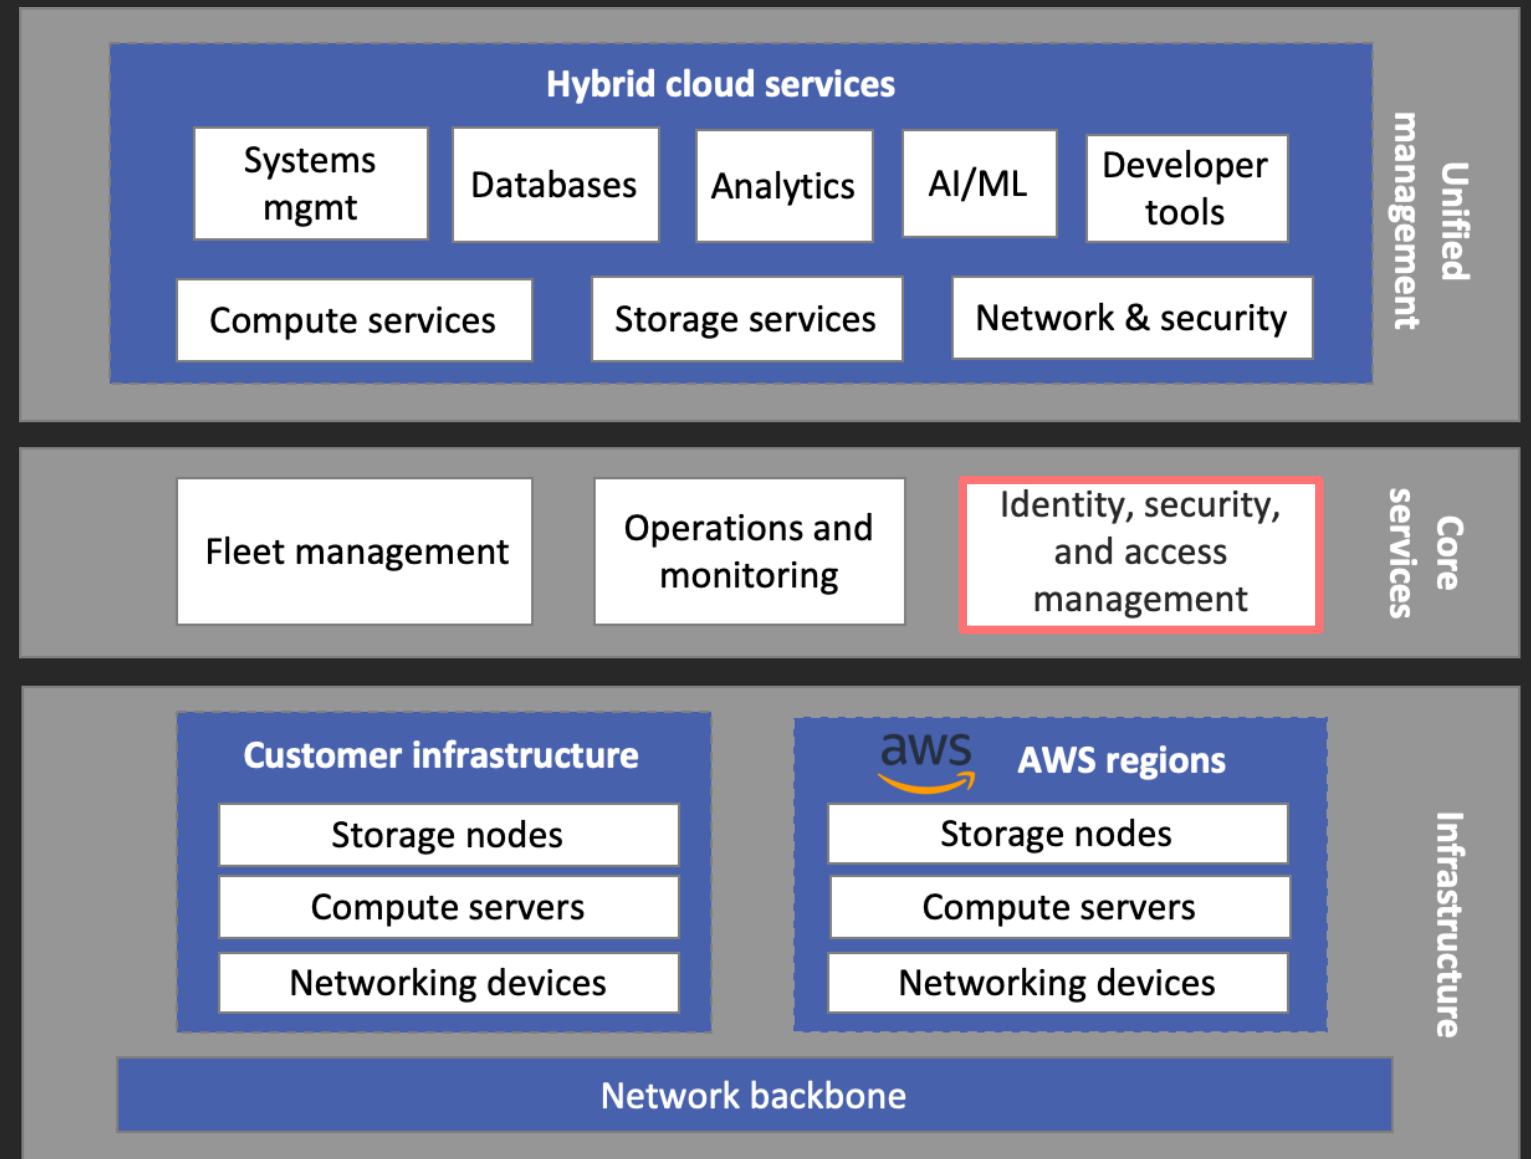 Hybrid cloud services
Systems
mgmt
Databases
Analytics
AI/ML
Developer
tools
Compute services
Storage services
Network & security
Unified
management
Fleet management
Operations and
monitoring
Identity, security,
and access
management
Core
services
Customer infrastructure
Storage nodes
Compute servers
Networking devices
aws
AWS regions
Storage nodes
Compute servers
Networking devices
Infrastructure
Network backbone